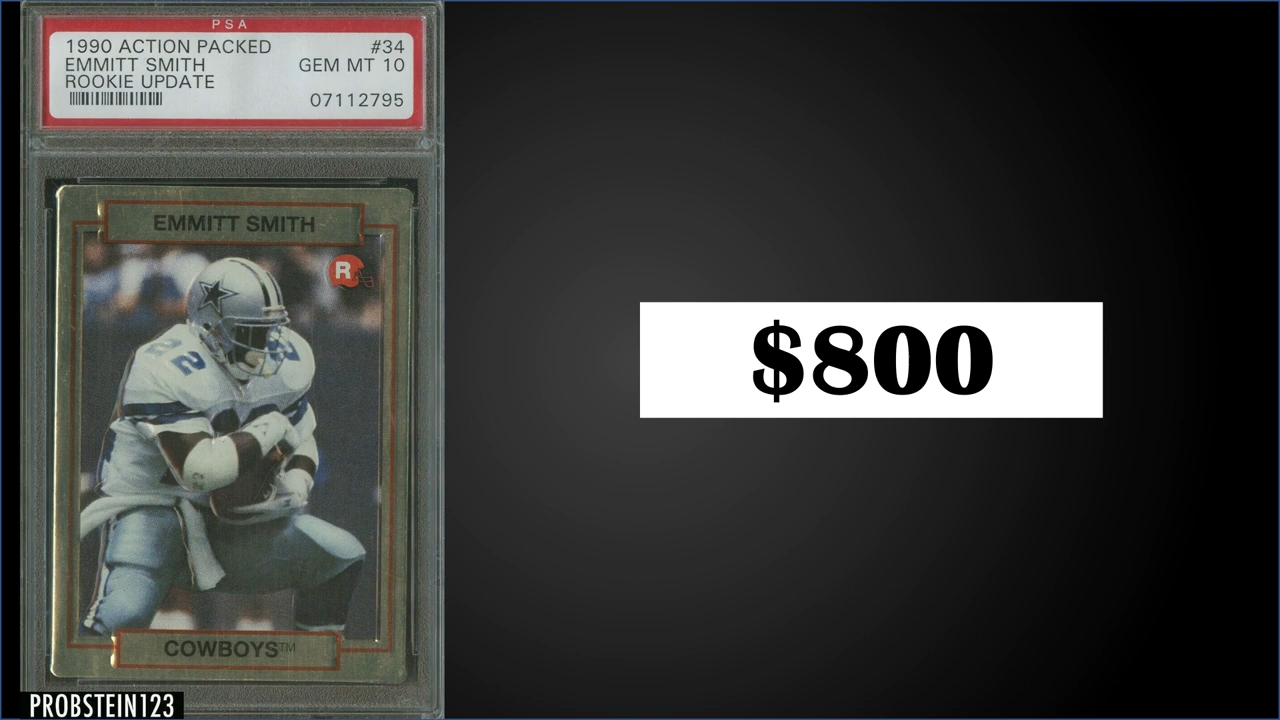 PSA
1990 ACTION PACKED #34
EMMITT SMITH GEM MT 10
ROOKIE UPDATE
07112795
EMMITT SMITH
R
22
COWBOYS™
PROBSTEIN123
$800